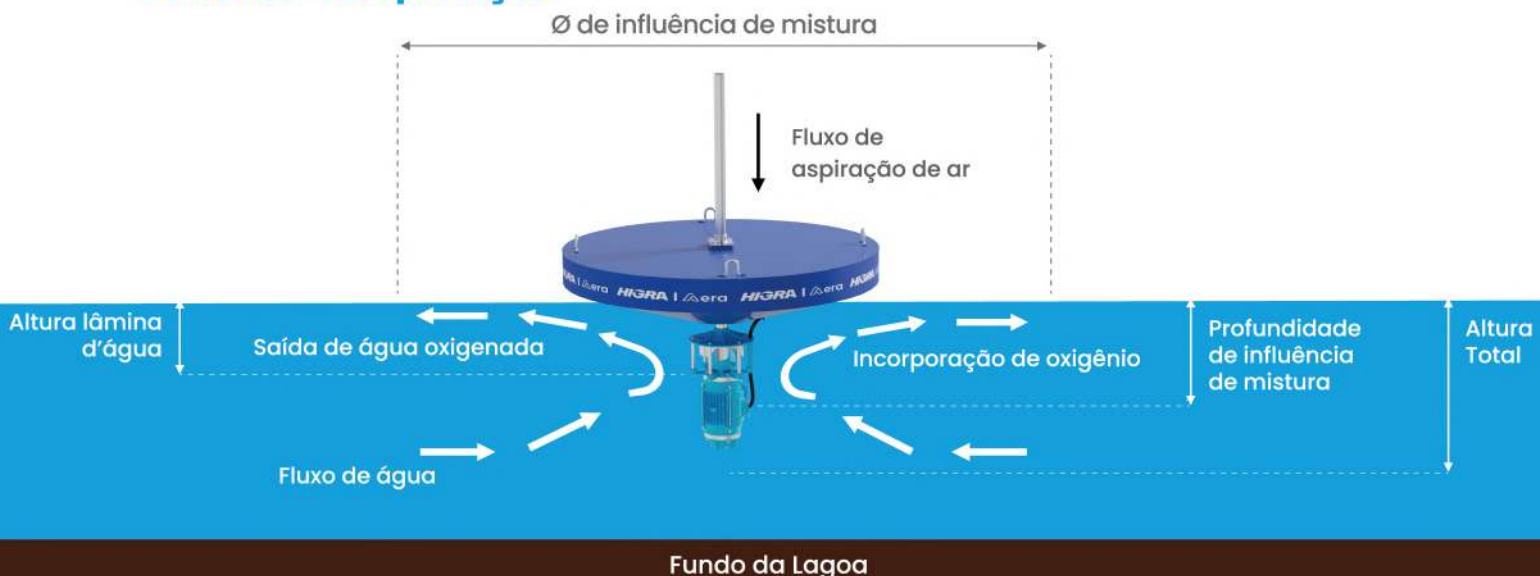 Ø de influência de mistura
Fluxo de
aspiração de ar
HIGRA | Aera HIGRA | Aera
Altura lâmina
d'água
Saída de água oxigenada
Incorporação de oxigênio
Profundidade
de influência
de mistura
Altura
Total
Fluxo de água
Fundo da Lagoa